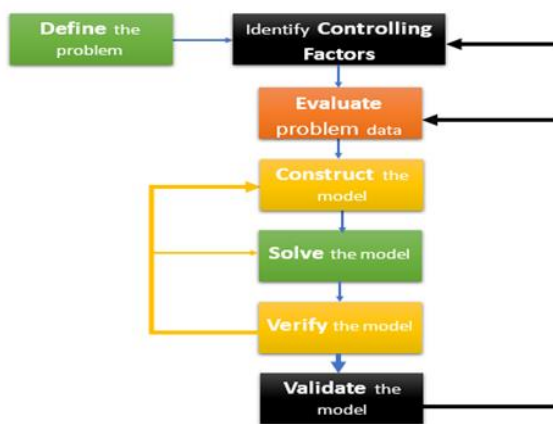 Define the
problem
Identify Controlling
Factors
Evaluate
problem data
Construct the
model
Solve the model
Verify the model
Validate the
model